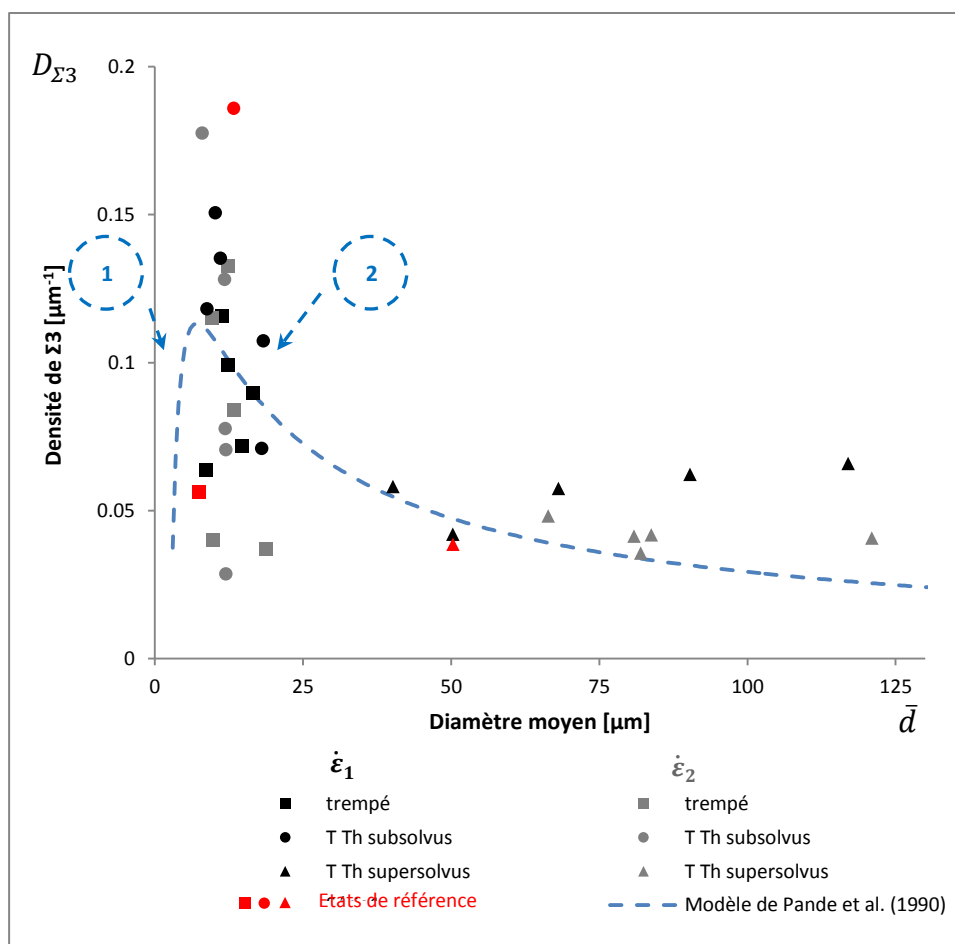 D_Σ3
0.2
0.15
1
2
0.1
0.05
0
Densité de Σ3 [µm⁻¹]
0
25
50
75
100
125
Diamètre moyen [µm]
d̄
ε̇₁
ε̇₂
trempé
trempé
T Th subsolvus
T Th subsolvus
T Th supersolvus
T Th supersolvus
Etats de référence
Modèle de Pande et al. (1990)